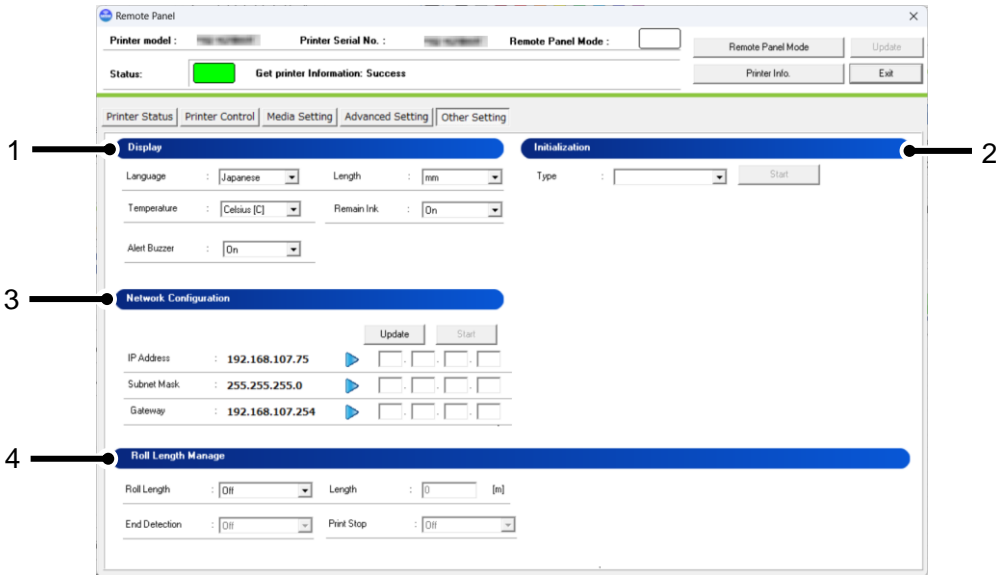 Remote Panel
Printer model : Printer Serial No. : Remote Panel Mode : Remote Panel Mode Update
Status: Get printer Information: Success Printer Info. Exit
Printer Status Printer Control Media Setting Advanced Setting Other Setting
1 Display Initialization 2
Language : Japanese Length : mm Type : Start
Temperature : Celsius [C] Remain Ink : On
Alert Buzzer : On
3 Network Configuration
Update Start
IP Address : 192.168.107.75 . . .
Subnet Mask : 255.255.255.0 . . .
Gateway : 192.168.107.254 . . .
4 Roll Length Manage
Roll Length : Off Length : 0 [m]
End Detection : Off Print Stop : Off